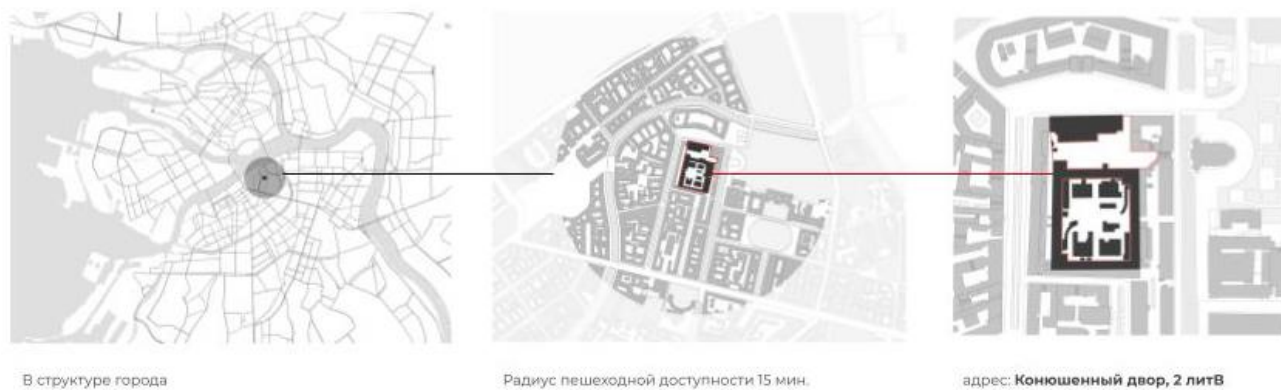 В структуре города
Радиус пешеходной доступности 15 мин.
адрес: Конюшенный двор, 2 литВ